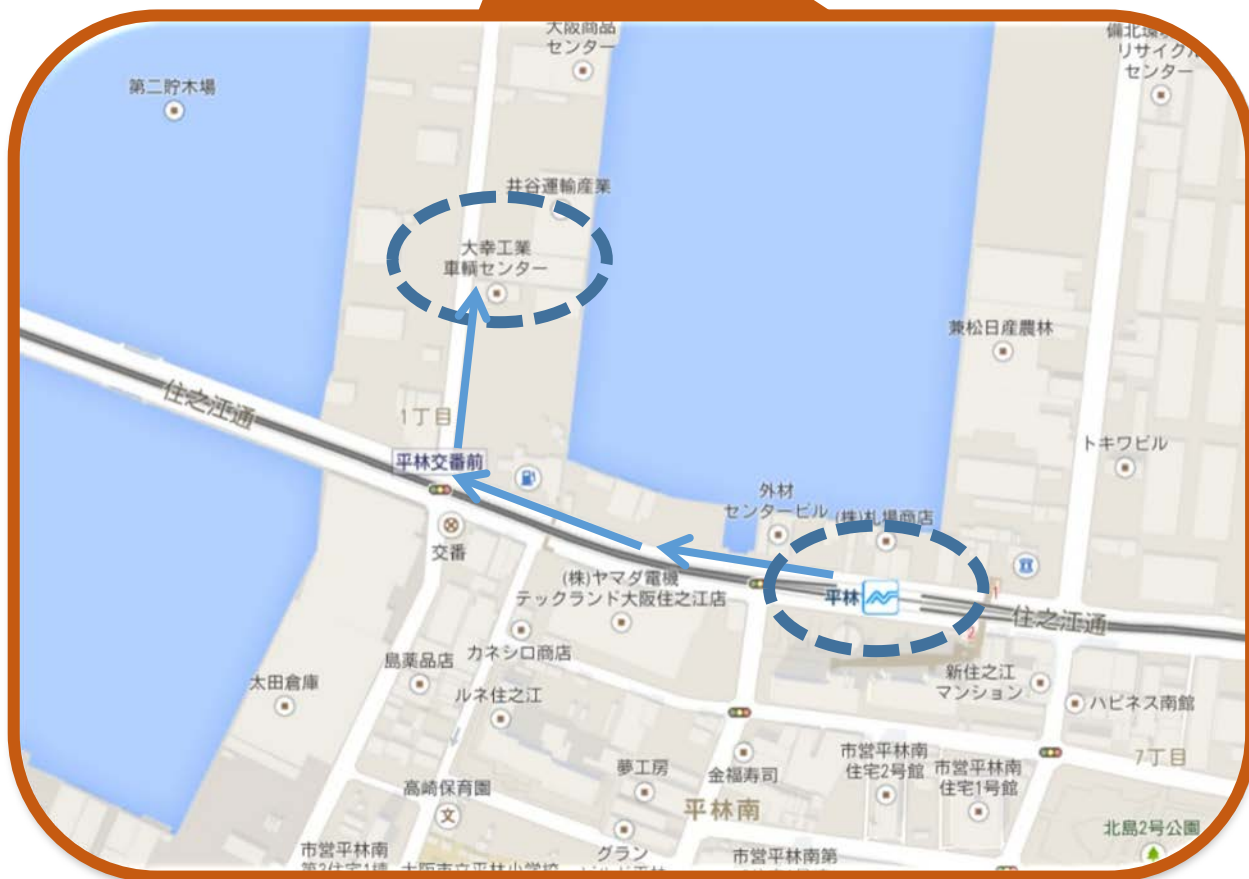 大阪商品
センター
リサイクル
センター
第二貯木場
井谷運輸産業
大幸工業
車輌センター
兼松日産農林
住之江通
1丁目
トキワビル
平林交番前
外材
センタービル
(株)札場商店
交番
(株)ヤマダ電機
テックランド大阪住之江店
平林
1
住之江通
2
カネシロ商店
島薬品店
新住之江
マンション
太田倉庫
ルネ住之江
ハピネス南館
市営平林南
住宅2号館
市営平林南
住宅1号館
7丁目
夢工房
金福寿司
高崎保育園
文
平林南
北島2号公園
グラン
市営平林南
市営平林南第